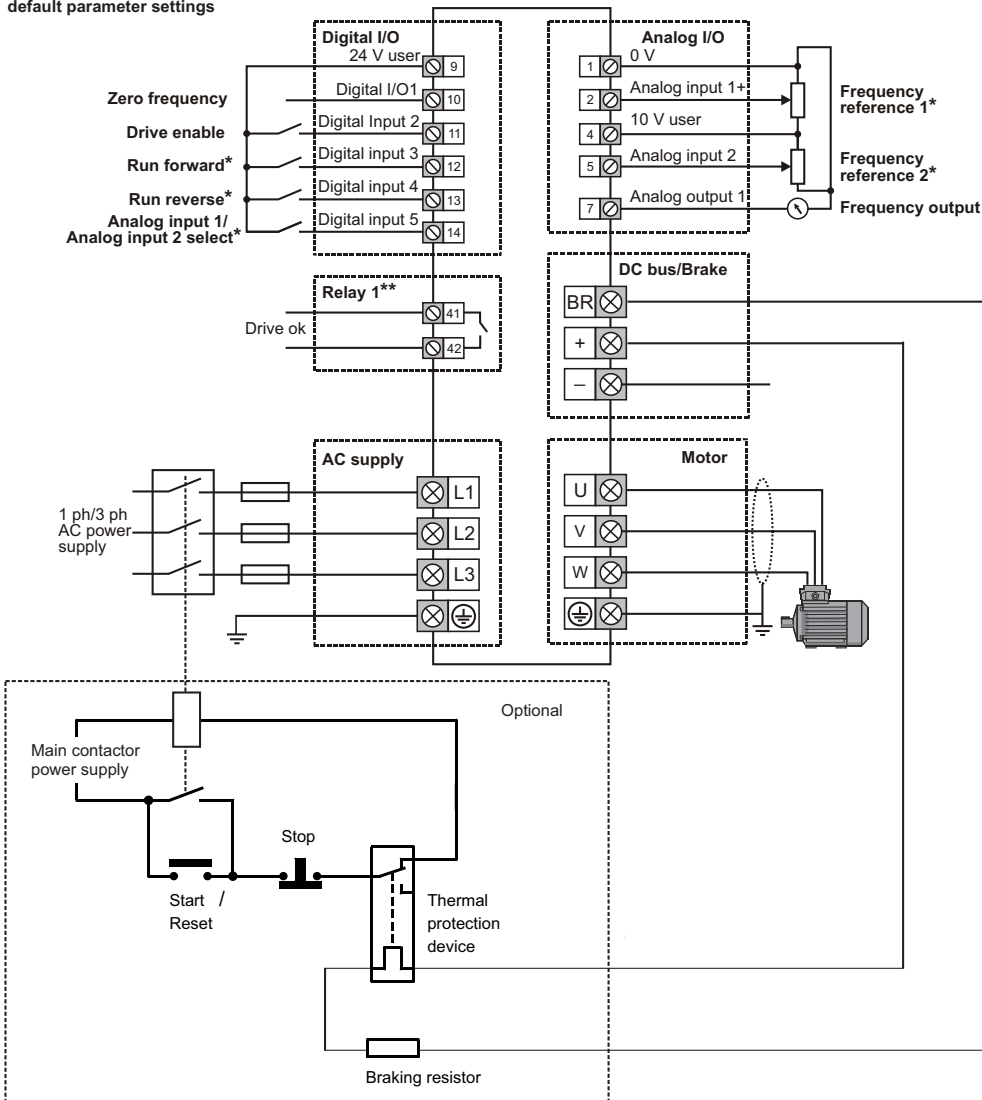 default parameter settings
Digital I/O
24 V user
9
Zero frequency
Digital I/O1
10
Drive enable
Digital Input 2
11
Run forward*
Digital input 3
12
Run reverse*
Digital input 4
13
Analog input 1/
Analog input 2 select*
Digital input 5
14
Analog I/O
1
0 V
2
Analog input 1+
Frequency
reference 1*
4
10 V user
5
Analog input 2
Frequency
reference 2*
7
Analog output 1
Frequency output
Relay 1**
41
Drive ok
42
DC bus/Brake
BR
+
–
AC supply
L1
1 ph/3 ph
AC power
supply
L2
L3
Motor
U
V
W
Optional
Main contactor
power supply
Stop
Start /
Reset
Thermal
protection
device
Braking resistor